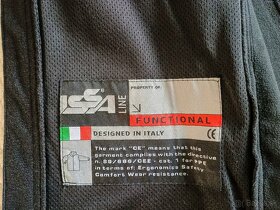 PROPERTY OF:
ISSA
LINE
FUNCTIONAL
DESIGNED IN ITALY
CE
The mark "CE" means that this
garment complies with the directive
n. 89/686/CEE - cat. 1 for PPE
in terms of: Ergonomics Safety
Comfort Wear resistance.